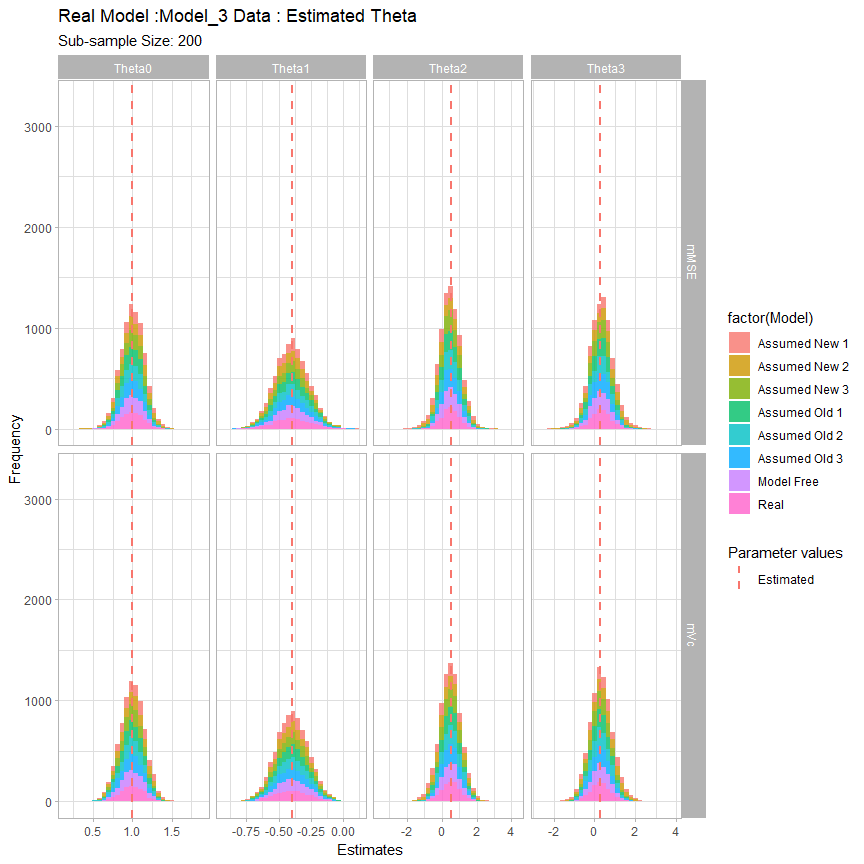 Real Model :Model_3 Data : Estimated Theta
Sub-sample Size: 200
Theta0 Theta1 Theta2 Theta3
3000
2000
1000
0
mMSE
3000
2000
1000
0
mVc
0.5 1.0 1.5 -0.75 -0.50 -0.25 0.00 -2 0 2 4 -2 0 2 4
Estimates
Frequency
factor(Model)
Assumed New 1
Assumed New 2
Assumed New 3
Assumed Old 1
Assumed Old 2
Assumed Old 3
Model Free
Real
Parameter values
Estimated